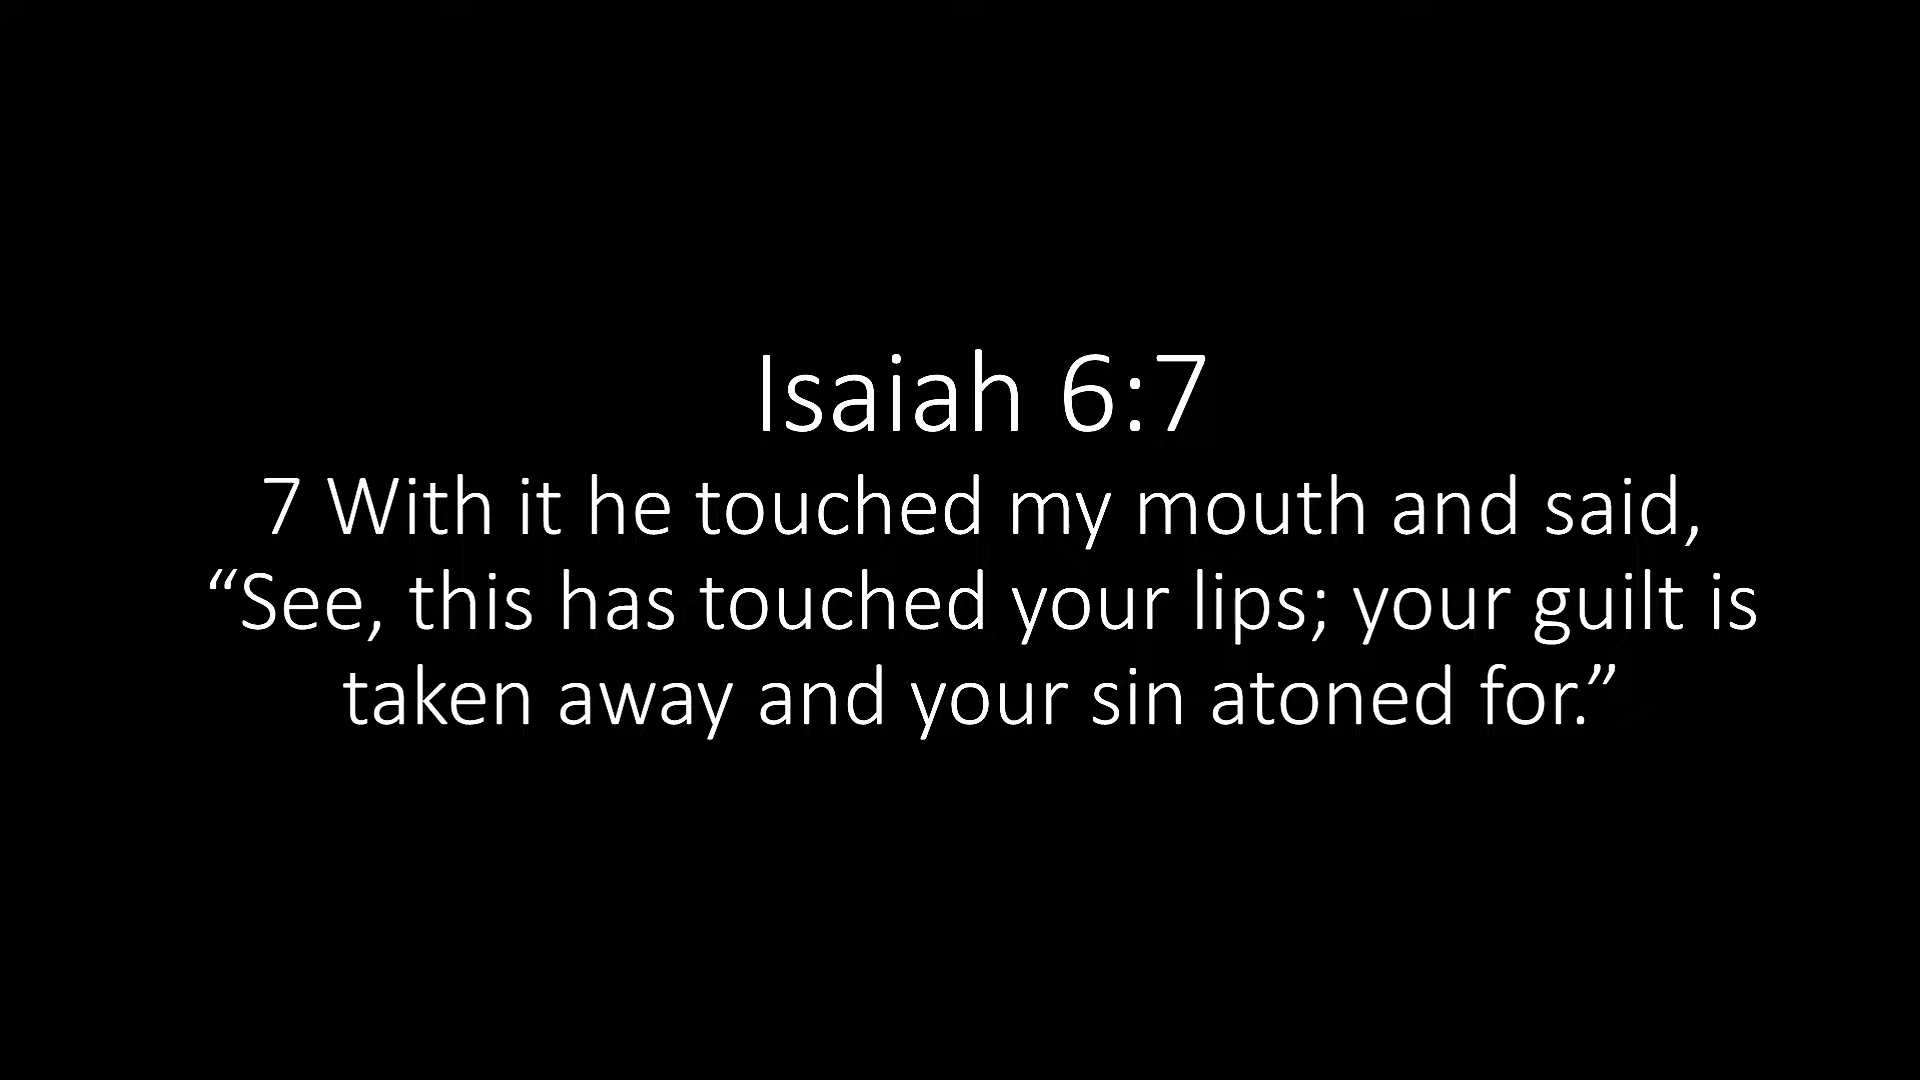 Isaiah 6:7
7 With it he touched my mouth and said,
“See, this has touched your lips; your guilt is
taken away and your sin atoned for.”